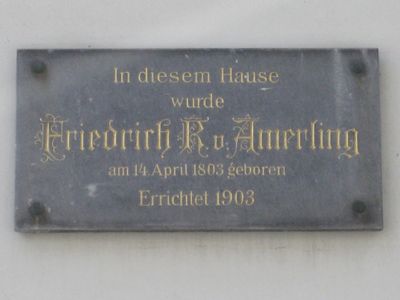 In diesem Hause
wurde
Friedrich R v. Amerling
am 14. April 1803 geboren
Errichtet 1903